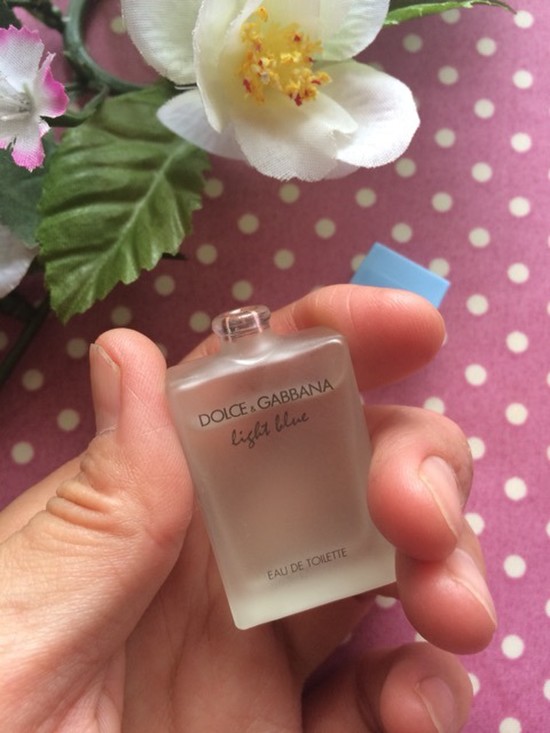 DOLCE & GABBANA
light blue
EAU DE TOILETTE